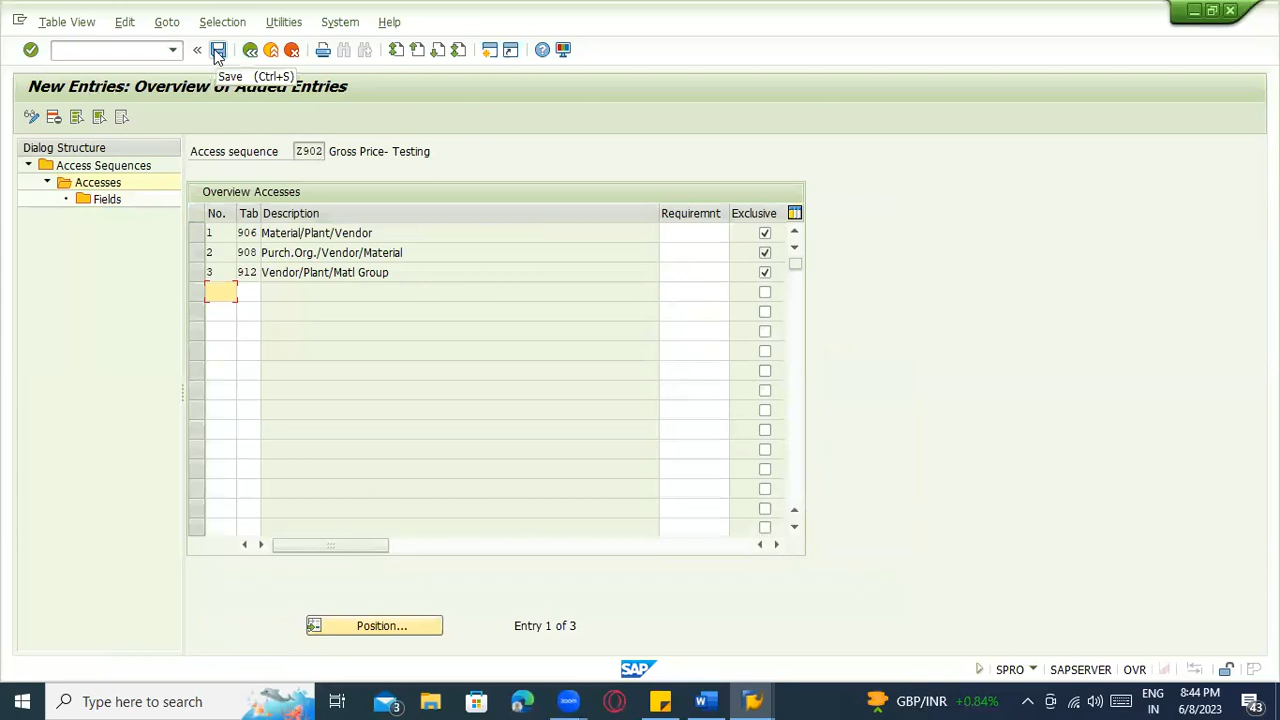 Table View Edit Goto Selection Utilities System Help
Save (Ctrl+S)
New Entries: Overview of Added Entries
Dialog Structure
Access Sequences
Accesses
Fields
Access sequence Z902 Gross Price- Testing
Overview Accesses
No. Tab Description Requiremnt Exclusive
1 906 Material/Plant/Vendor
2 908 Purch.Org./Vendor/Material
3 912 Vendor/Plant/Matl Group
Position... Entry 1 of 3
SAP
SPRO SAPSERVER OVR
Type here to search
3
GBP/INR +0.84%
ENG
IN
8:44 PM
6/8/2023
43